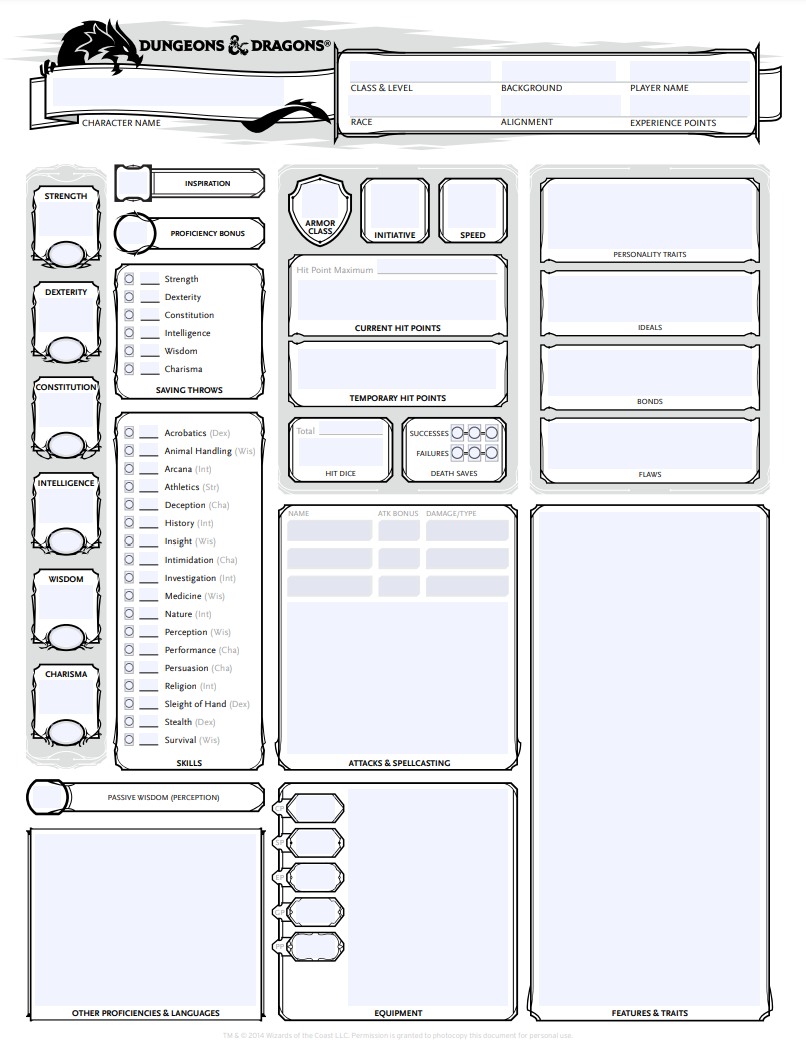 DUNGEONS & DRAGONS®
CLASS & LEVEL
BACKGROUND
PLAYER NAME
CHARACTER NAME
RACE
ALIGNMENT
EXPERIENCE POINTS
STRENGTH
DEXTERITY
CONSTITUTION
INTELLIGENCE
WISDOM
CHARISMA
INSPIRATION
PROFICIENCY BONUS
Strength
Dexterity
Constitution
Intelligence
Wisdom
Charisma
SAVING THROWS
Acrobatics (Dex)
Animal Handling (Wis)
Arcana (Int)
Athletics (Str)
Deception (Cha)
History (Int)
Insight (Wis)
Intimidation (Cha)
Investigation (Int)
Medicine (Wis)
Nature (Int)
Perception (Wis)
Performance (Cha)
Persuasion (Cha)
Religion (Int)
Sleight of Hand (Dex)
Stealth (Dex)
Survival (Wis)
SKILLS
PASSIVE WISDOM (PERCEPTION)
OTHER PROFICIENCIES & LANGUAGES
ARMOR
CLASS
INITIATIVE
SPEED
Hit Point Maximum
CURRENT HIT POINTS
TEMPORARY HIT POINTS
Total
HIT DICE
SUCCESSES
FAILURES
DEATH SAVES
NAME
ATK BONUS
DAMAGE/TYPE
ATTACKS & SPELLCASTING
CP
SP
EP
GP
PP
EQUIPMENT
PERSONALITY TRAITS
IDEALS
BONDS
FLAWS
FEATURES & TRAITS
TM & © 2014 Wizards of the Coast LLC. Permission is granted to photocopy this document for personal use.